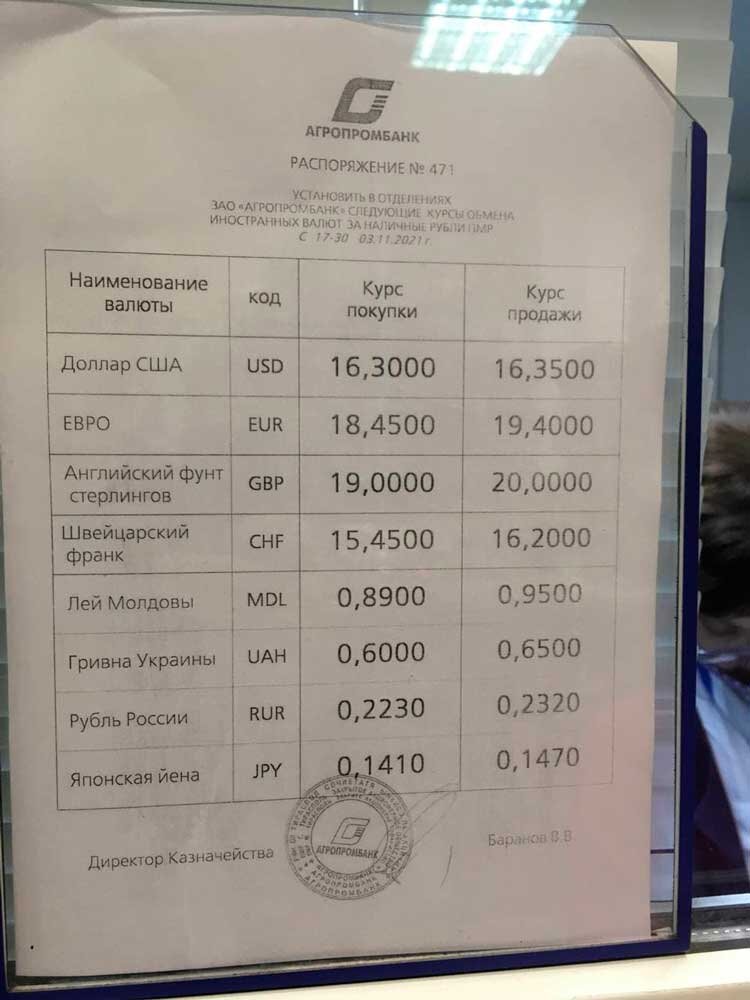 АГРОПРОМБАНК
РАСПОРЯЖЕНИЕ № 471
УСТАНОВИТЬ В ОТДЕЛЕНИЯХ
ЗАО «АГРОПРОМБАНК» СЛЕДУЮЩИЕ КУРСЫ ОБМЕНА
ИНОСТРАННЫХ ВАЛЮТ ЗА НАЛИЧНЫЕ РУБЛИ ПМР
С 17-30 03.11.2021 г.
Наименование
валюты
код
Курс
покупки
Курс
продажи
Доллар США USD 16,3000 16,3500
ЕВРО EUR 18,4500 19,4000
Английский фунт
стерлингов
GBP 19,0000 20,0000
Швейцарский
франк
CHF 15,4500 16,2000
Лей Молдовы MDL 0,8900 0,9500
Гривна Украины UAH 0,6000 0,6500
Рубль России RUR 0,2230 0,2320
Японская йена JPY 0,1410 0,1470
Директор Казначейства
Баранов В.В.
АГРОПРОМБАНК